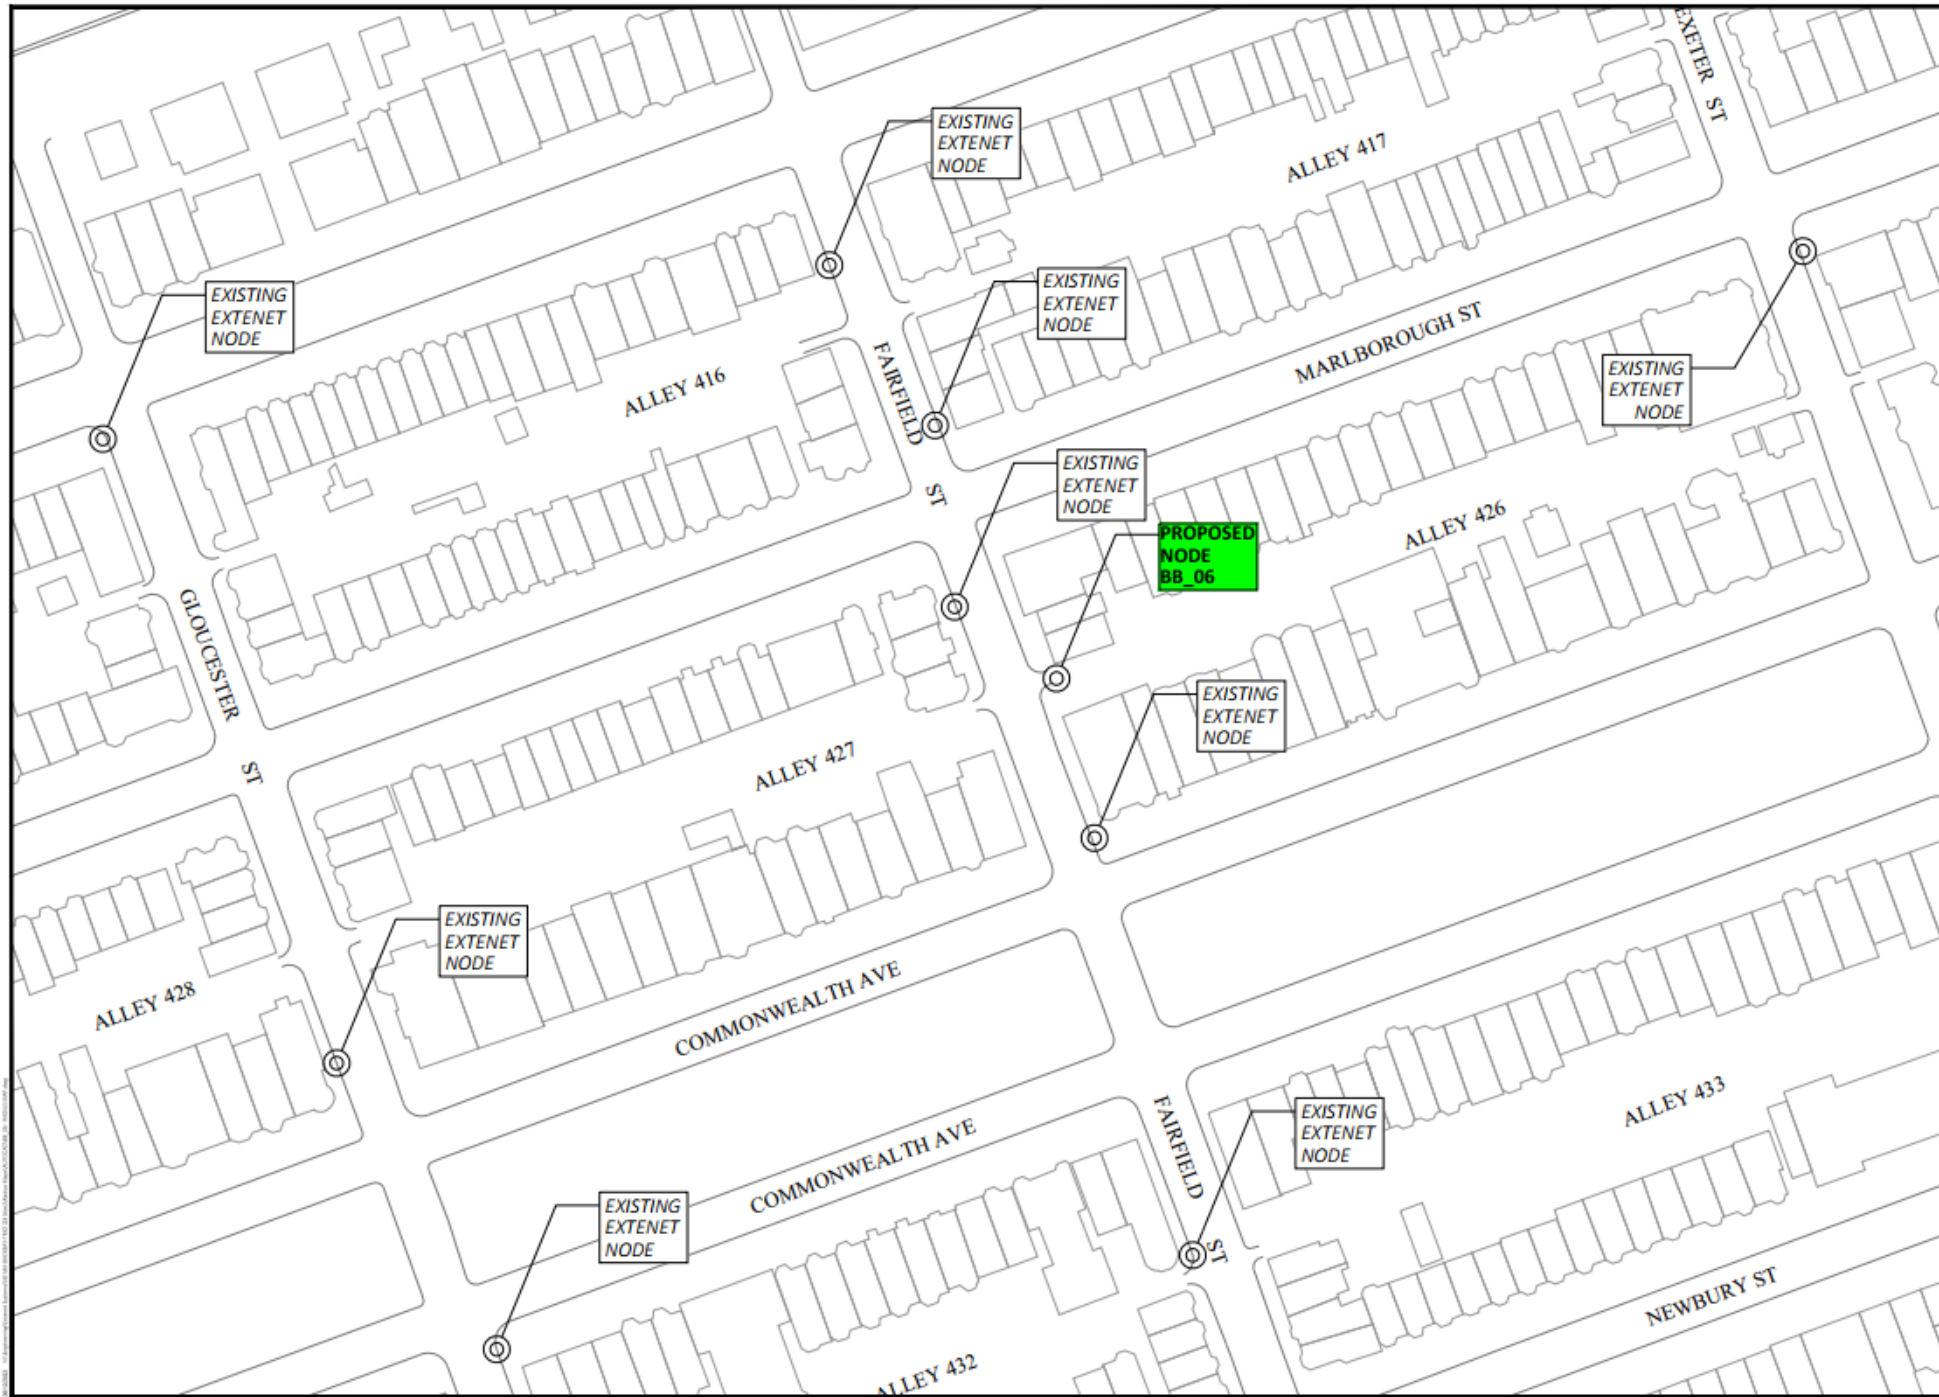 EXETER ST
EXISTING
EXTENET
NODE
ALLEY 417
EXISTING
EXTENET
NODE
EXISTING
EXTENET
NODE
MARLBOROUGH ST
FAIRFIELD ST
ALLEY 416
EXISTING
EXTENET
NODE
EXISTING
EXTENET
NODE
ALLEY 426
PROPOSED
NODE
BB_06
GLOUCESTER ST
EXISTING
EXTENET
NODE
ALLEY 427
EXISTING
EXTENET
NODE
ALLEY 428
COMMONWEALTH AVE
COMMONWEALTH AVE
FAIRFIELD ST
EXISTING
EXTENET
NODE
ALLEY 433
EXISTING
EXTENET
NODE
NEWBURY ST
ALLEY 432